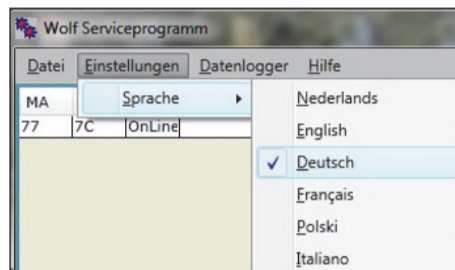 Wolf Serviceprogramm
Datei Einstellungen Datenlogger Hilfe
MA Sprache Nederlands
77 7C OnLine English
Deutsch
Français
Polski
Italiano